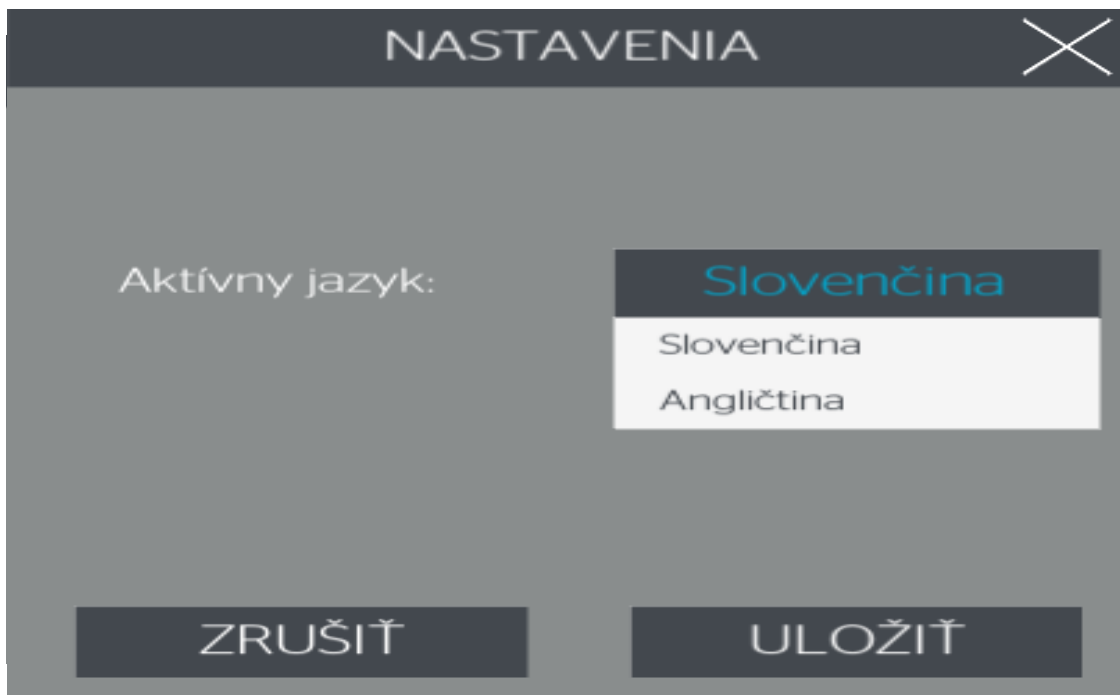 NASTAVENIA
Aktívny jazyk:
Slovenčina
Slovenčina
Angličtina
ZRUŠIŤ
ULOŽIŤ